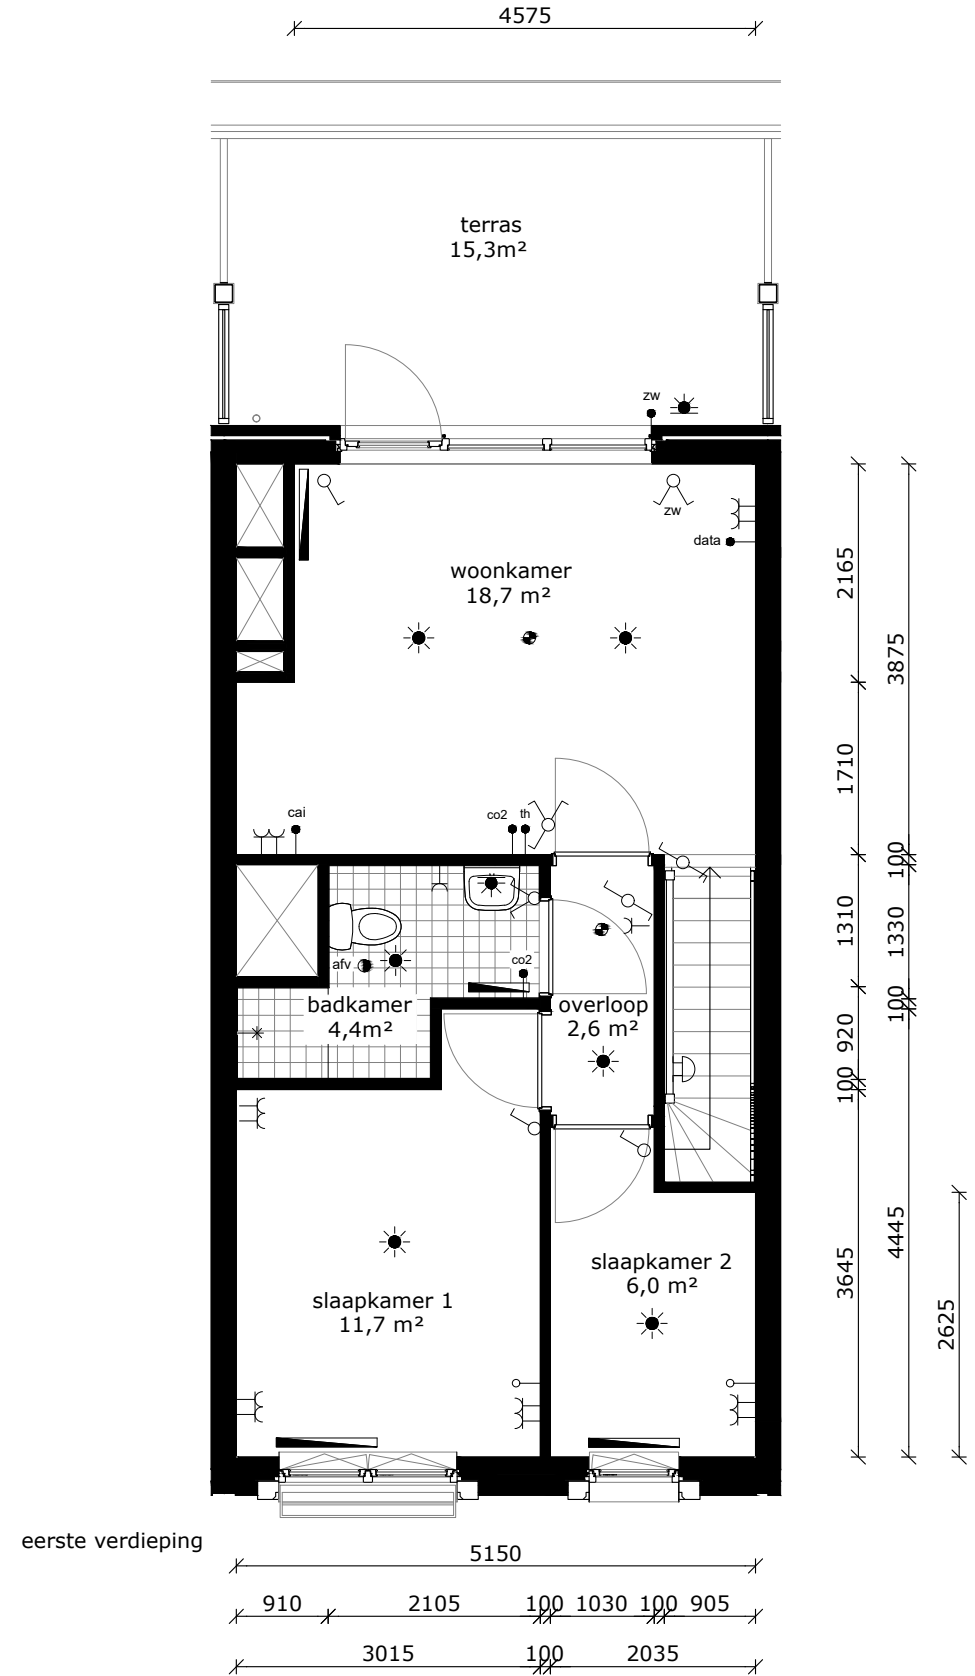 4575
terras
15,3m²
zw
zw
data
woonkamer
18,7 m²
2165
3875
1710
cai
co2
th
100
afv
co2
1310
1330
badkamer
4,4m²
overloop
2,6 m²
100
920
100
slaapkamer 1
11,7 m²
slaapkamer 2
6,0 m²
3645
4445
2625
eerste verdieping
5150
910
2105
100
1030
100
905
3015
100
2035